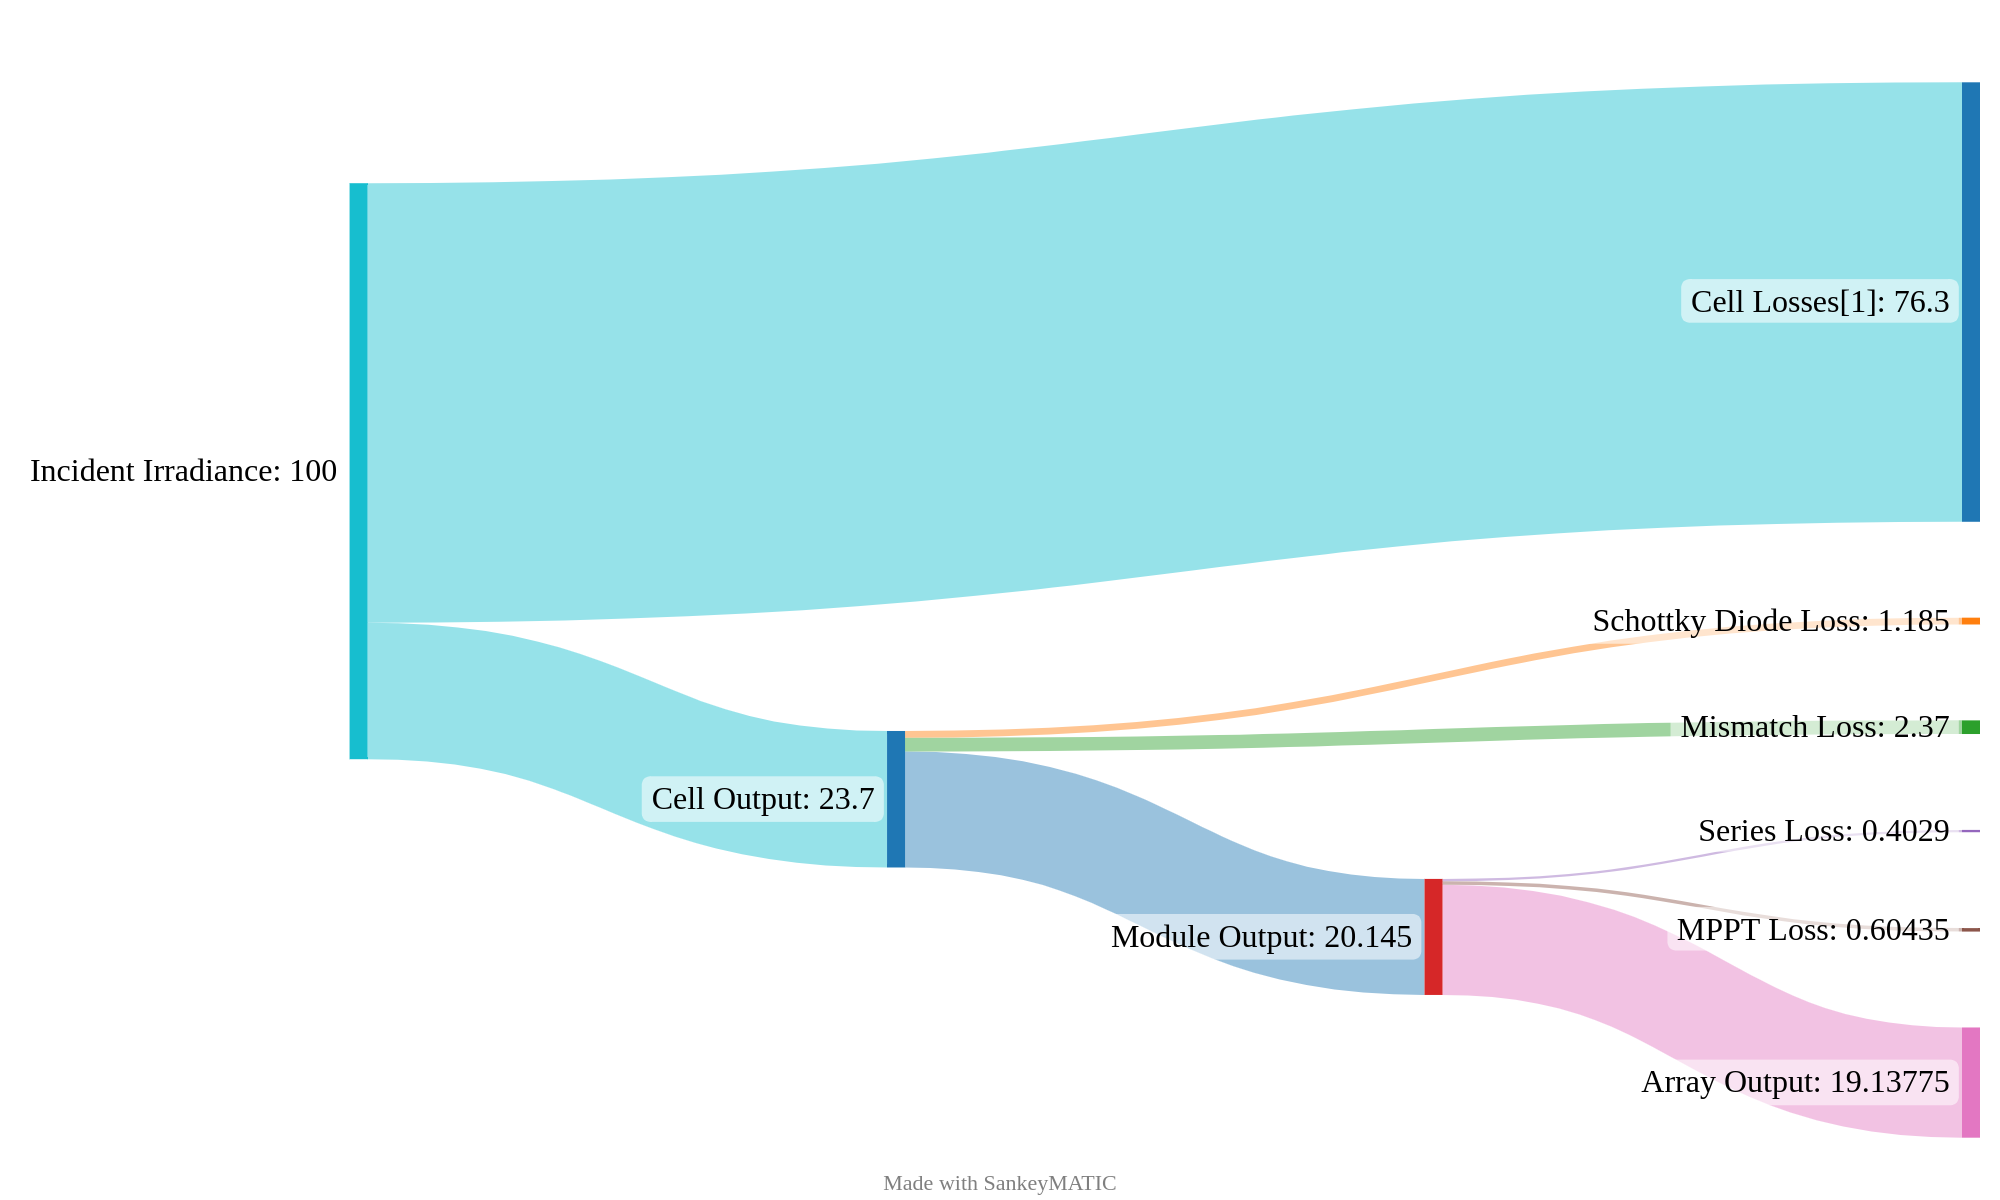 Cell Losses[1]: 76.3
Incident Irradiance: 100
Schottky Diode Loss: 1.185
Mismatch Loss: 2.37
Cell Output: 23.7
Series Loss: 0.4029
MPPT Loss: 0.60435
Module Output: 20.145
Array Output: 19.13775
Made with SankeyMATIC